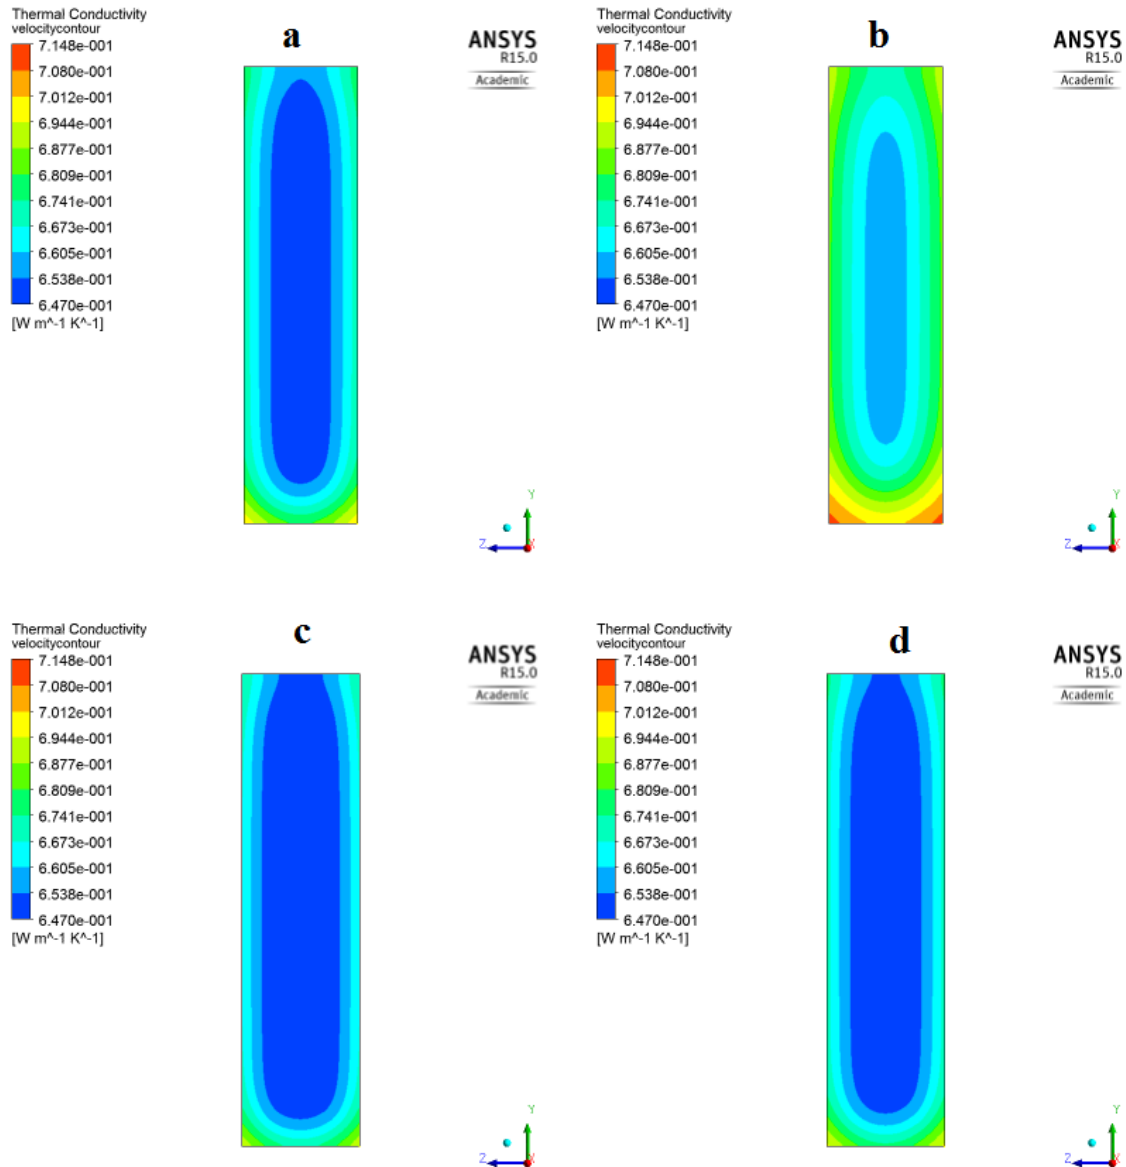 Thermal Conductivity
velocitycontour
7.148e-001
7.080e-001
7.012e-001
6.944e-001
6.877e-001
6.809e-001
6.741e-001
6.673e-001
6.605e-001
6.538e-001
6.470e-001
[W m^-1 K^-1]
a
ANSYS
R15.0
Academic
Y
Z
X
Thermal Conductivity
velocitycontour
7.148e-001
7.080e-001
7.012e-001
6.944e-001
6.877e-001
6.809e-001
6.741e-001
6.673e-001
6.605e-001
6.538e-001
6.470e-001
[W m^-1 K^-1]
b
ANSYS
R15.0
Academic
Y
Z
X
Thermal Conductivity
velocitycontour
7.148e-001
7.080e-001
7.012e-001
6.944e-001
6.877e-001
6.809e-001
6.741e-001
6.673e-001
6.605e-001
6.538e-001
6.470e-001
[W m^-1 K^-1]
c
ANSYS
R15.0
Academic
Y
Z
X
Thermal Conductivity
velocitycontour
7.148e-001
7.080e-001
7.012e-001
6.944e-001
6.877e-001
6.809e-001
6.741e-001
6.673e-001
6.605e-001
6.538e-001
6.470e-001
[W m^-1 K^-1]
d
ANSYS
R15.0
Academic
Y
Z
X